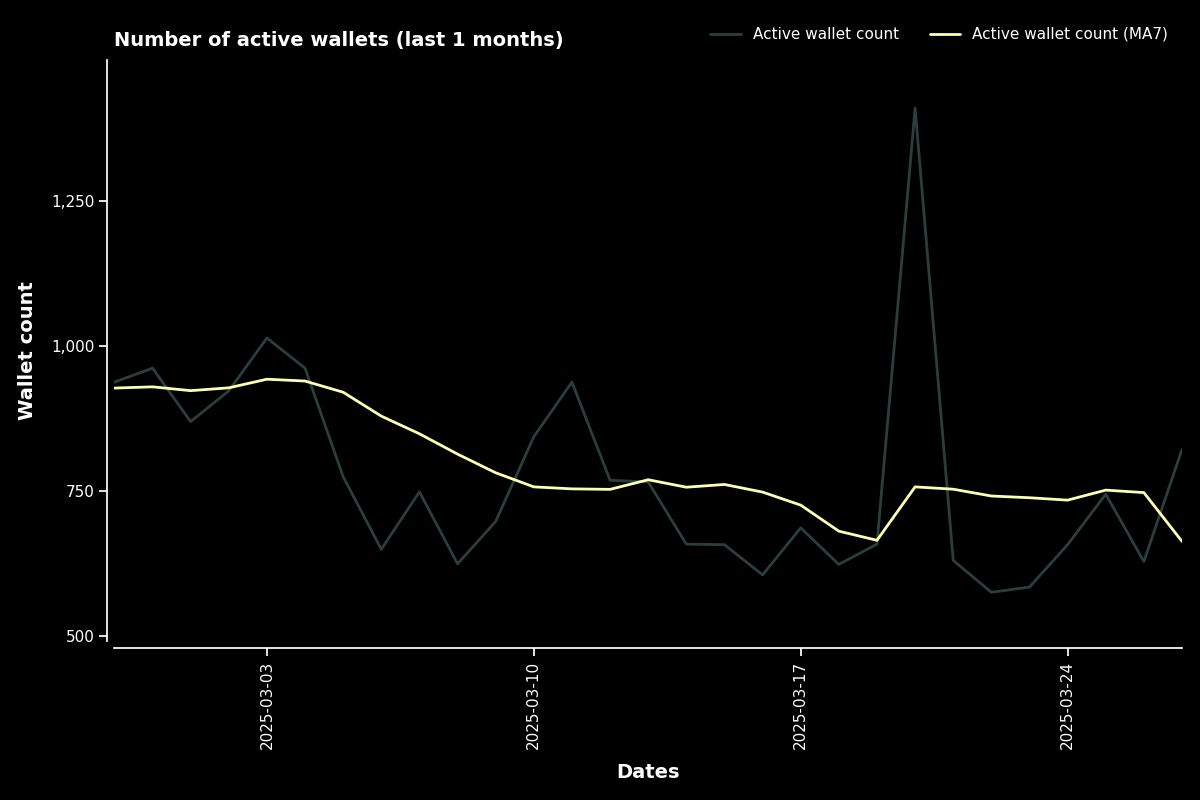 Number of active wallets (last 1 months)
Active wallet count
Active wallet count (MA7)
Wallet count
1,250
1,000
750
500
2025-03-03
2025-03-10
2025-03-17
2025-03-24
Dates